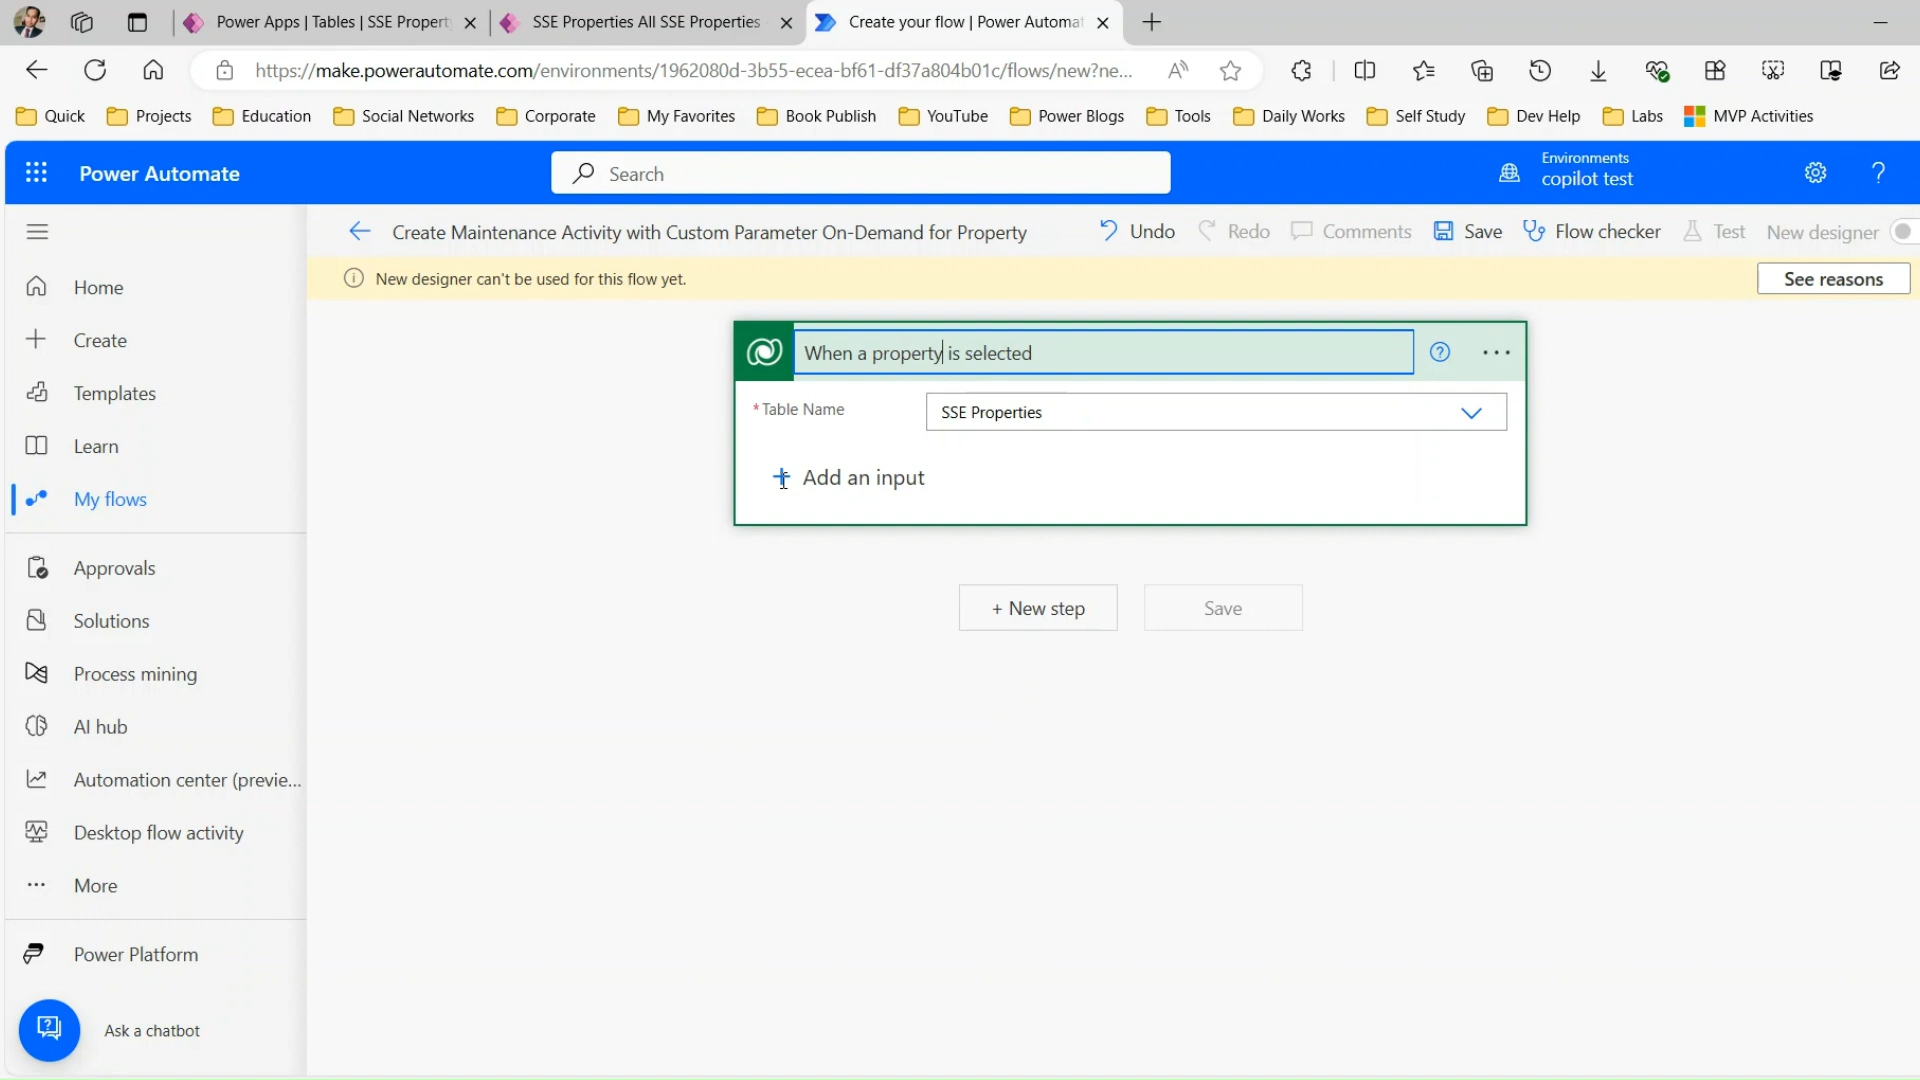 Power Apps | Tables | SSE Propert
SSE Properties All SSE Properties
Create your flow | Power Automat
https://make.powerautomate.com/environments/1962080d-3b55-ecea-bf61-df37a804b01c/flows/new?ne...
Quick
Projects
Education
Social Networks
Corporate
My Favorites
Book Publish
YouTube
Power Blogs
Tools
Daily Works
Self Study
Dev Help
Labs
MVP Activities
Power Automate
Search
Environments
copilot test
Create Maintenance Activity with Custom Parameter On-Demand for Property
Undo
Redo
Comments
Save
Flow checker
Test
New designer
New designer can't be used for this flow yet.
See reasons
Home
Create
Templates
Learn
My flows
Approvals
Solutions
Process mining
AI hub
Automation center (previe...
Desktop flow activity
More
Power Platform
Ask a chatbot
When a property is selected
* Table Name
SSE Properties
+ Add an input
+ New step
Save